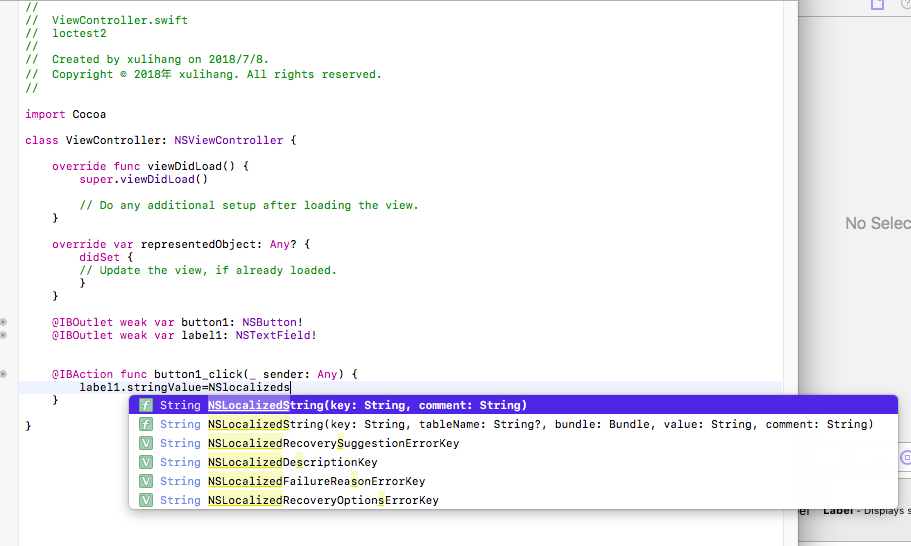 //
//  ViewController.swift
//  loctest2
//
//  Created by xulihang on 2018/7/8.
//  Copyright © 2018年 xulihang. All rights reserved.
//
import Cocoa
class ViewController: NSViewController {
    override func viewDidLoad() {
        super.viewDidLoad()
        // Do any additional setup after loading the view.
    }
    override var representedObject: Any? {
        didSet {
        // Update the view, if already loaded.
        }
    }
    @IBOutlet weak var button1: NSButton!
    @IBOutlet weak var label1: NSTextField!
    @IBAction func button1_click(_ sender: Any) {
        label1.stringValue=NSlocalizeds
    }
}
f String NSLocalizedString(key: String, comment: String)
f String NSLocalizedString(key: String, tableName: String?, bundle: Bundle, value: String, comment: String)
V String NSLocalizedRecoverySuggestionErrorKey
V String NSLocalizedDescriptionKey
V String NSLocalizedFailureReasonErrorKey
V String NSLocalizedRecoveryOptionsErrorKey
No Selec
el Label - Displays s